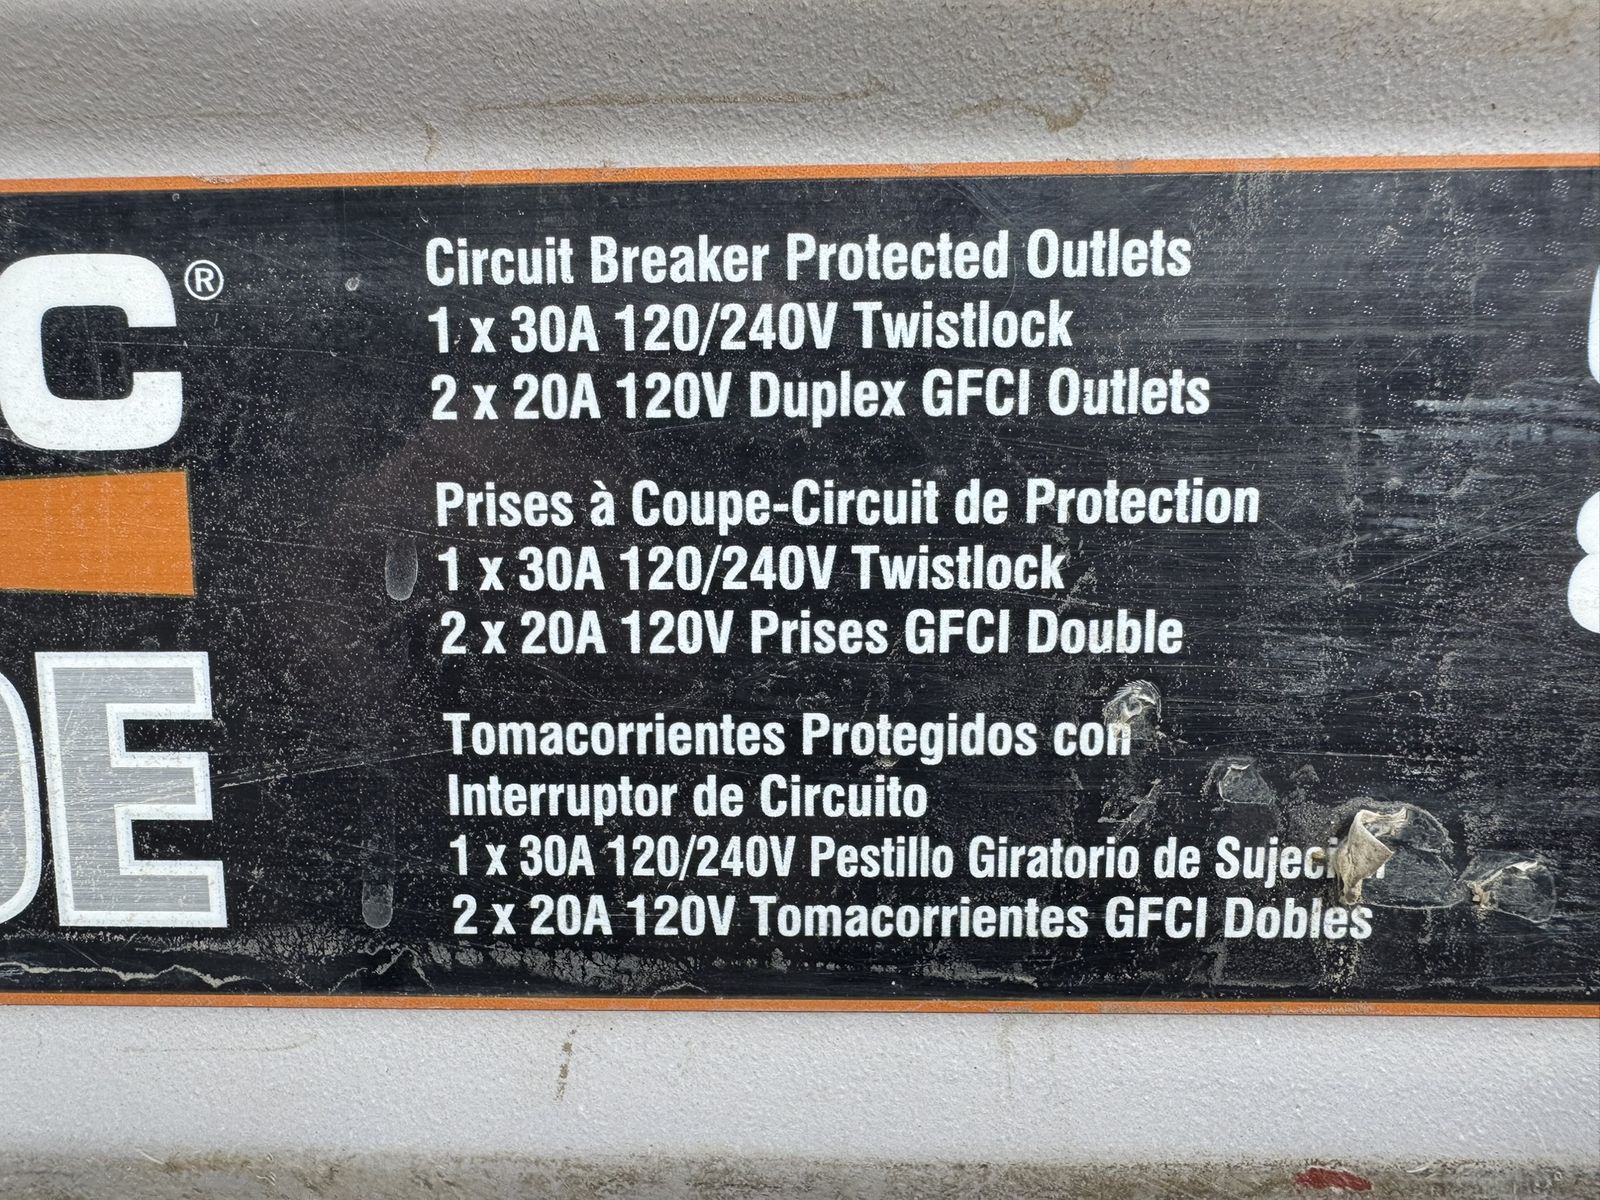 C®
DE
Circuit Breaker Protected Outlets
1 x 30A 120/240V Twistlock
2 x 20A 120V Duplex GFCI Outlets
Prises à Coupe-Circuit de Protection
1 x 30A 120/240V Twistlock
2 x 20A 120V Prises GFCI Double
Tomacorrientes Protegidos con
Interruptor de Circuito
1 x 30A 120/240V Pestillo Giratorio de
2 x 20A 120V Tomacorrientes GFCI Dobles